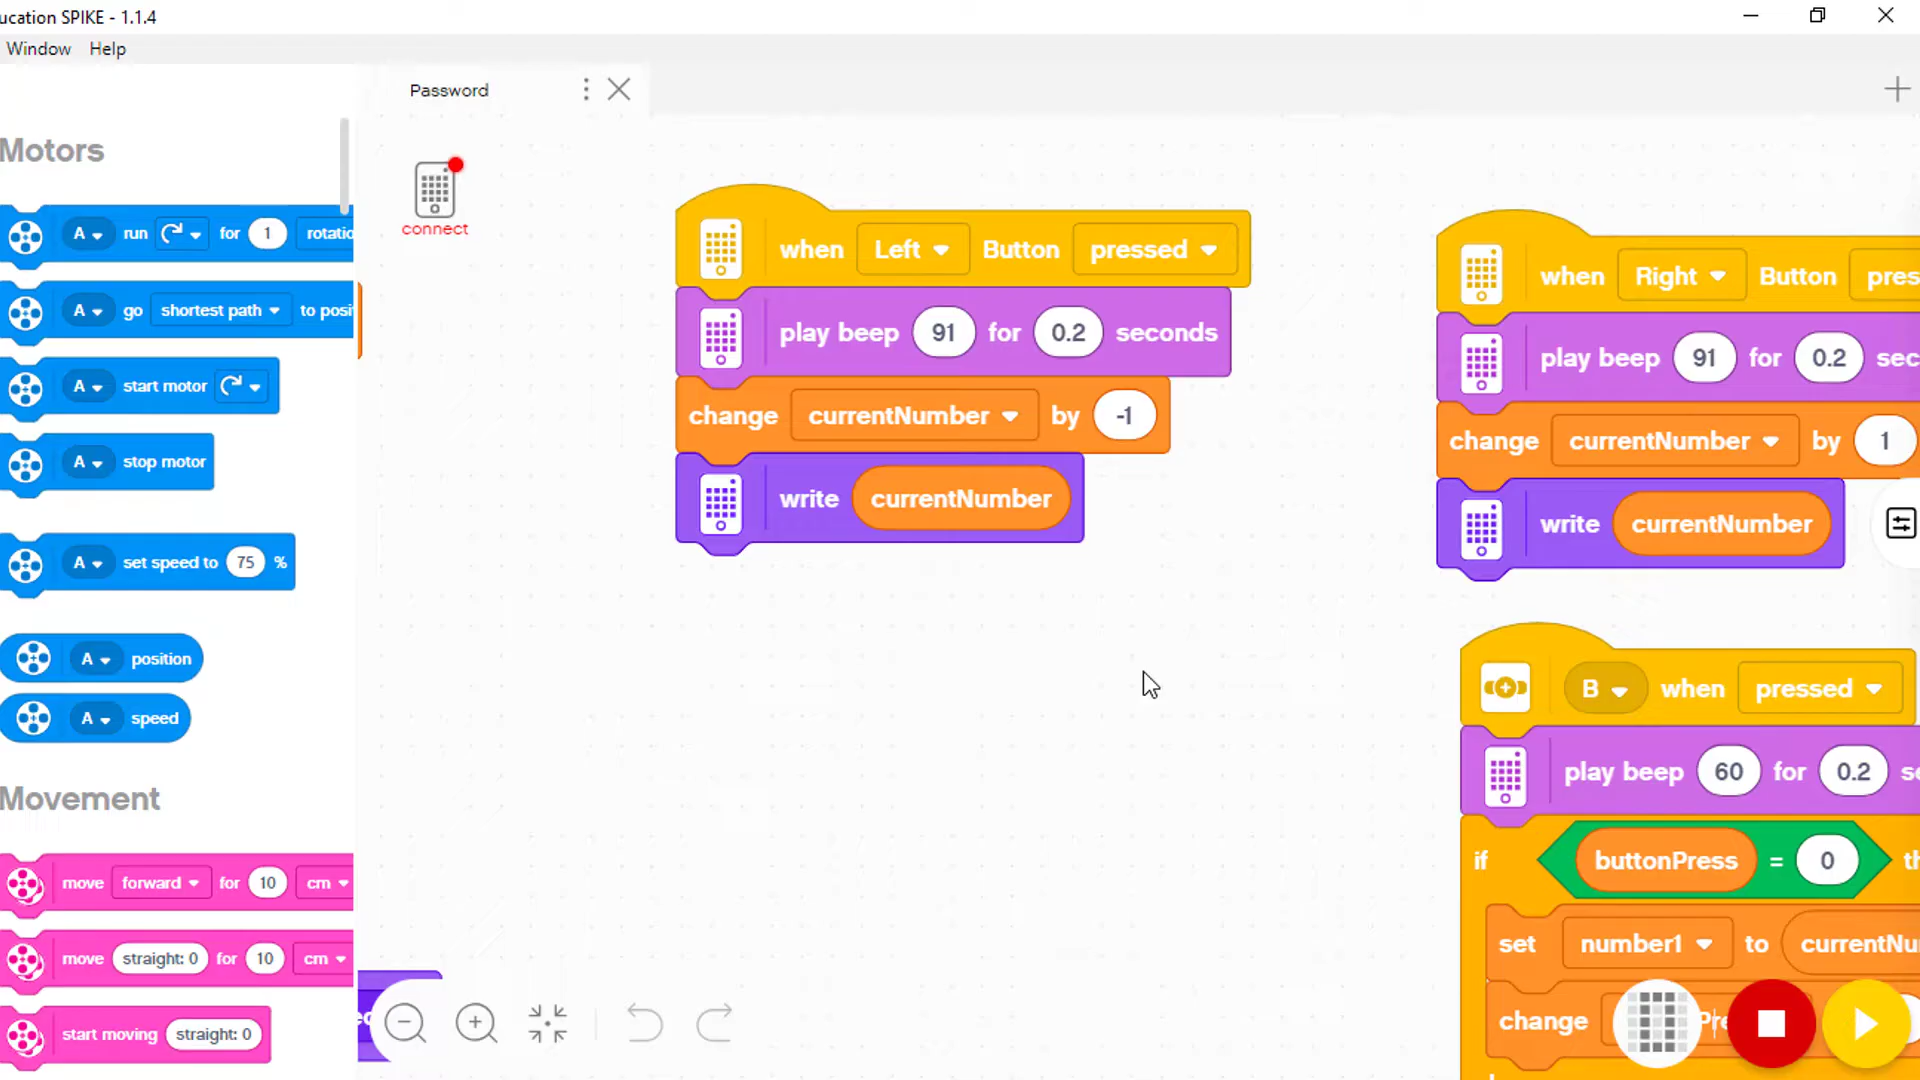 ucation SPIKE - 1.1.4
Window Help
Password
Motors
connect
A run for 1 rotatio
A go shortest path to posi
A start motor
A stop motor
A set speed to 75 %
A position
A speed
Movement
move forward for 10 cm
move straight: 0 for 10 cm
start moving straight: 0
when Left Button pressed
play beep 91 for 0.2 seconds
change currentNumber by -1
write currentNumber
when Right Button pres
play beep 91 for 0.2 sec
change currentNumber by 1
write currentNumber
B when pressed
play beep 60 for 0.2 se
if buttonPress = 0 th
set number1 to currentNu
change Pre